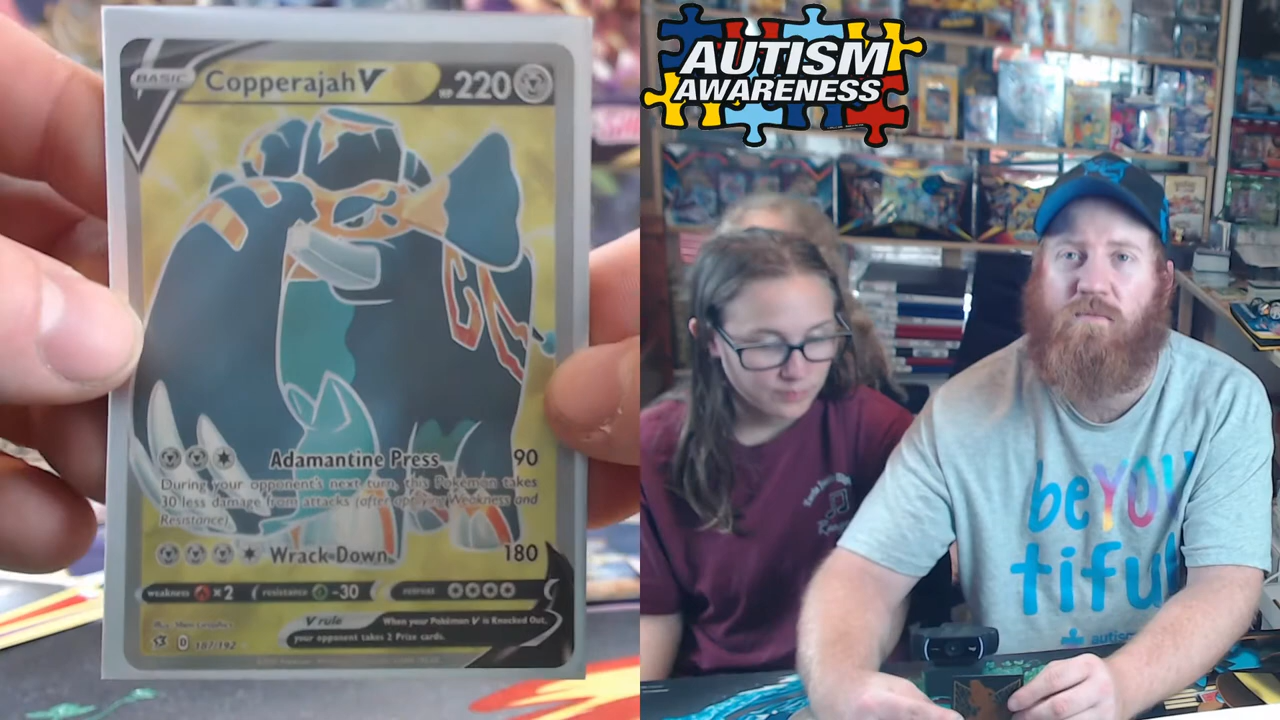 BASIC Copperajah V HP 220
Adamantine Press 90
During your opponent's next turn, this Pokémon takes
30 less damage from attacks (after applying Weakness and
Resistance).
Wrack Down 180
weakness ×2 resistance -30 retreat
V rule When your Pokémon V is Knocked Out,
your opponent takes 2 Prize cards.
D 187/192
AUTISM
AWARENESS
beYOU
tiful